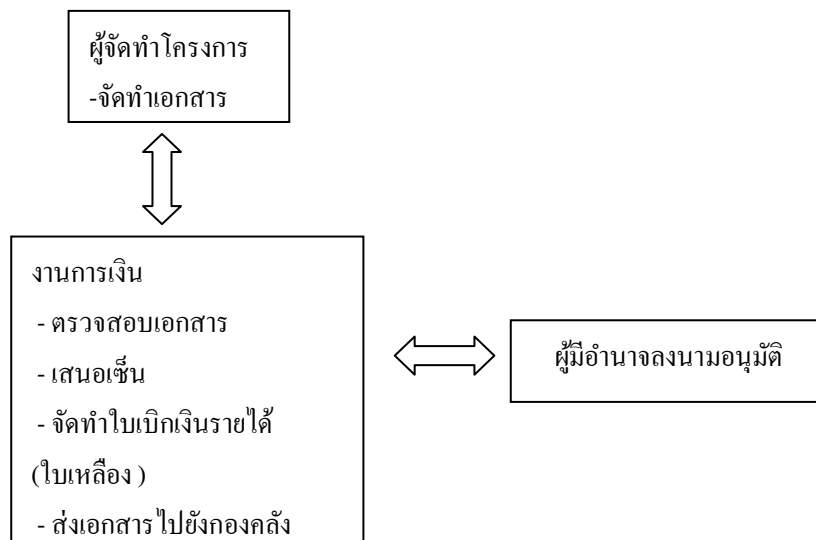 ผู้จัดทำโครงการ
-จัดทำเอกสาร
งานการเงิน
- ตรวจสอบเอกสาร
- เสนอเซ็น
- จัดทำใบเบิกเงินรายได้
(ใบเหลือง )
- ส่งเอกสารไปยังกองคลัง
ผู้มีอำนาจลงนามอนุมัติ